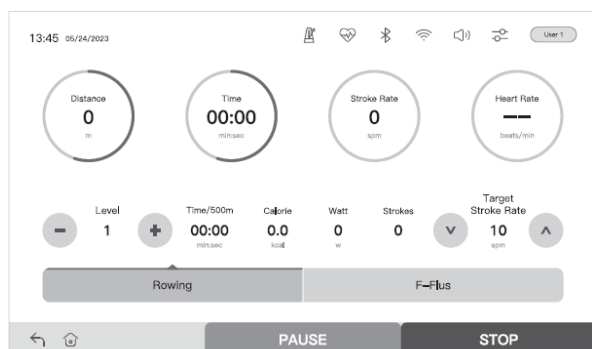 13:45 05/24/2023 User 1
Distance Time Stroke Rate Heart Rate
0 00:00 0 --
m min:sec spm beats/min
Target
Level Time/500m Calorie Watt Strokes Stroke Rate
− 1 + 00:00 0.0 0 0 10
min:sec kcal w spm
Rowing F-Flus
PAUSE STOP